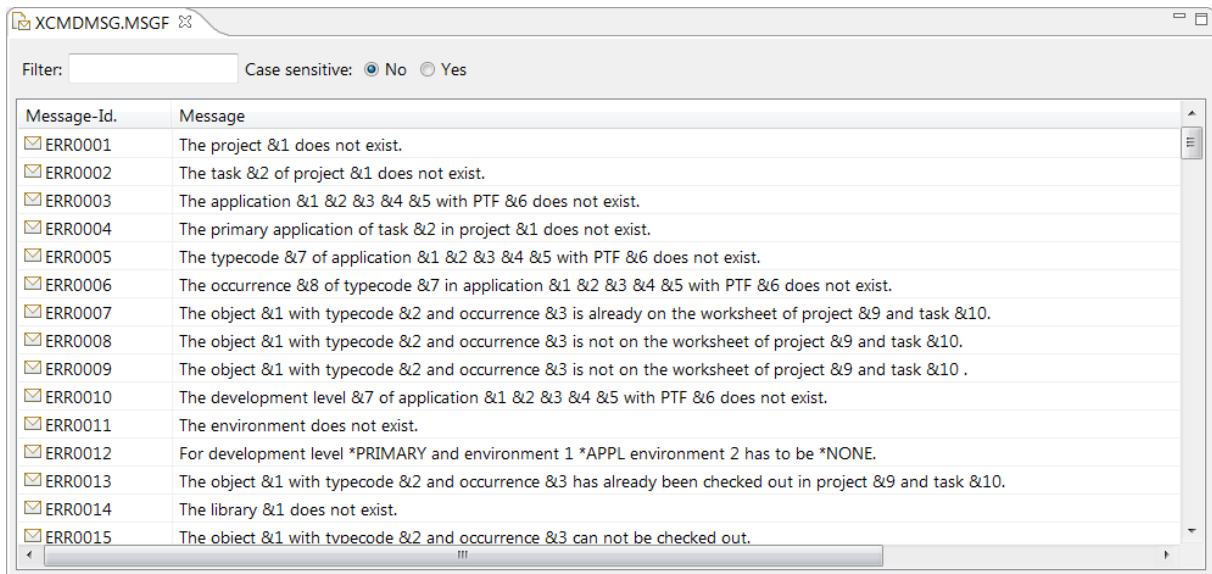 XCMDMSG.MSGF
Filter: Case sensitive: No Yes
Message-Id. Message
ERR0001 The project &1 does not exist.
ERR0002 The task &2 of project &1 does not exist.
ERR0003 The application &1 &2 &3 &4 &5 with PTF &6 does not exist.
ERR0004 The primary application of task &2 in project &1 does not exist.
ERR0005 The typecode &7 of application &1 &2 &3 &4 &5 with PTF &6 does not exist.
ERR0006 The occurrence &8 of typecode &7 in application &1 &2 &3 &4 &5 with PTF &6 does not exist.
ERR0007 The object &1 with typecode &2 and occurrence &3 is already on the worksheet of project &9 and task &10.
ERR0008 The object &1 with typecode &2 and occurrence &3 is not on the worksheet of project &9 and task &10.
ERR0009 The object &1 with typecode &2 and occurrence &3 is not on the worksheet of project &9 and task &10 .
ERR0010 The development level &7 of application &1 &2 &3 &4 &5 with PTF &6 does not exist.
ERR0011 The environment does not exist.
ERR0012 For development level *PRIMARY and environment 1 *APPL environment 2 has to be *NONE.
ERR0013 The object &1 with typecode &2 and occurrence &3 has already been checked out in project &9 and task &10.
ERR0014 The library &1 does not exist.
ERR0015 The object &1 with typecode &2 and occurrence &3 can not be checked out.